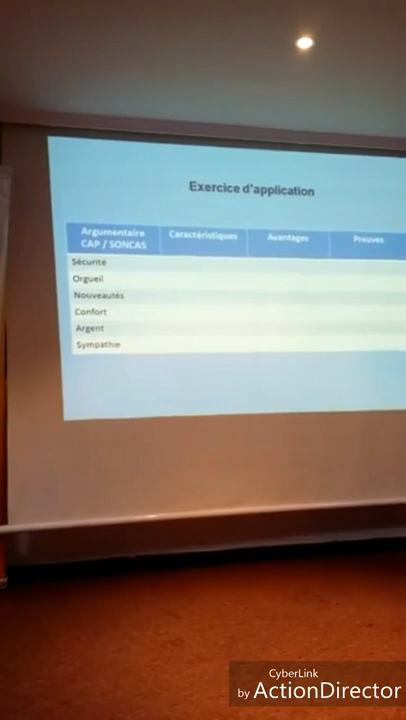 Exercice d'application
Argumentaire CAP / SONCAS Caractéristiques Avantages Preuves
Sécurité
Orgueil
Nouveautés
Confort
Argent
Sympathie
CyberLink
by ActionDirector